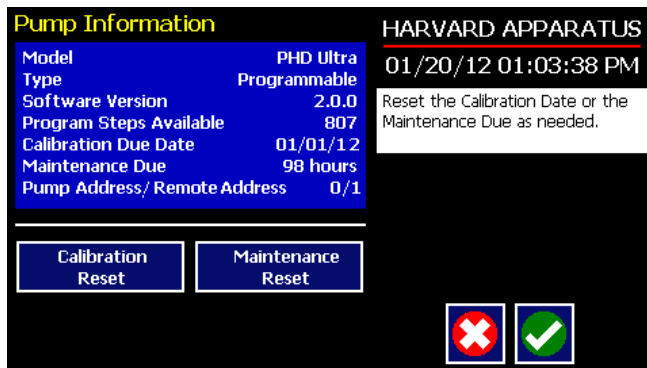 Pump Information
Model PHD Ultra
Type Programmable
Software Version 2.0.0
Program Steps Available 807
Calibration Due Date 01/01/12
Maintenance Due 98 hours
Pump Address/Remote Address 0/1
Calibration
Reset
Maintenance
Reset
HARVARD APPARATUS
01/20/12 01:03:38 PM
Reset the Calibration Date or the
Maintenance Due as needed.